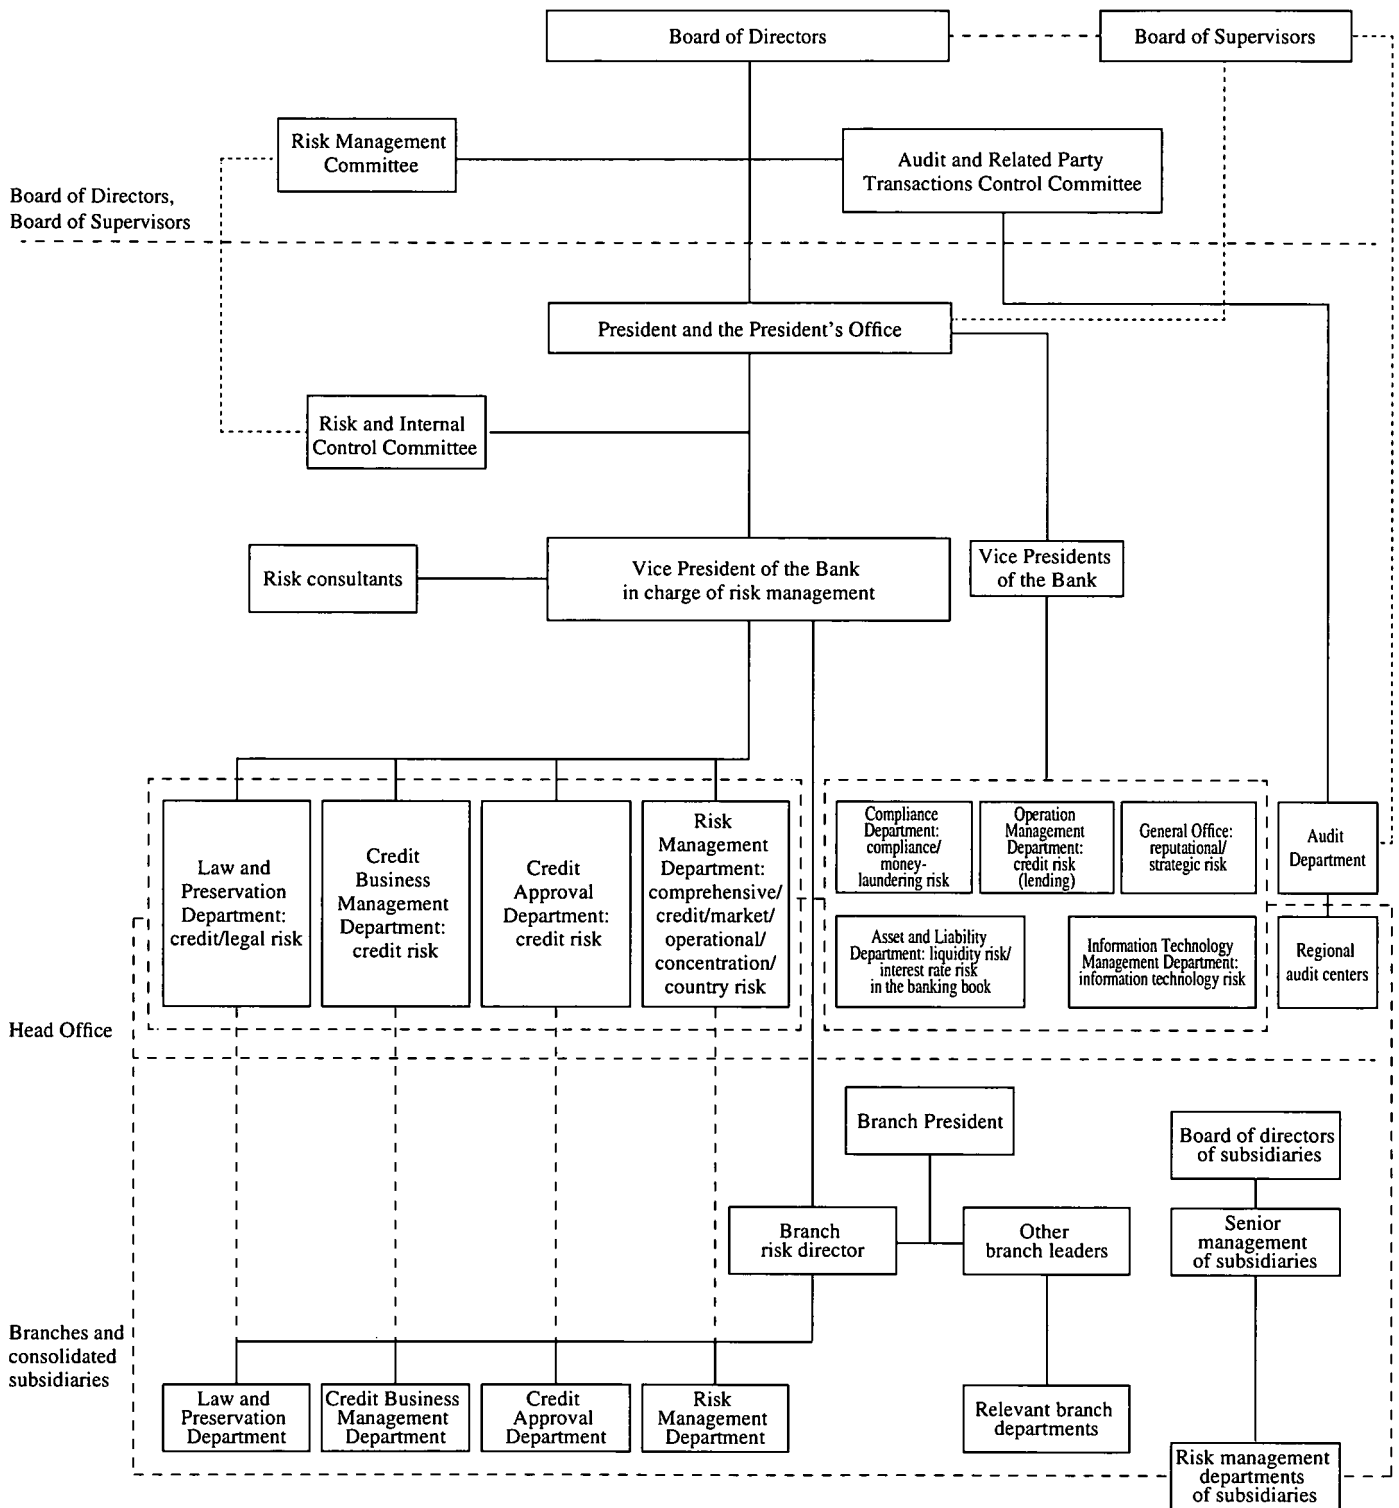 Board of Directors
Board of Supervisors
Risk Management
Committee
Audit and Related Party
Transactions Control Committee
Board of Directors,
Board of Supervisors
President and the President's Office
Risk and Internal
Control Committee
Risk consultants
Vice President of the Bank
in charge of risk management
Vice Presidents
of the Bank
Law and
Preservation
Department:
credit/legal risk
Credit
Business
Management
Department:
credit risk
Credit
Approval
Department:
credit risk
Risk
Management
Department:
comprehensive/
credit/market/
operational/
concentration/
country risk
Compliance
Department:
compliance/
money-
laundering risk
Operation
Management
Department:
credit risk
(lending)
General Office:
reputational/
strategic risk
Audit
Department
Asset and Liability
Department: liquidity risk/
interest rate risk
in the banking book
Information Technology
Management Department:
information technology risk
Regional
audit centers
Head Office
Branch President
Board of directors
of subsidiaries
Branch
risk director
Other
branch leaders
Senior
management
of subsidiaries
Branches and
consolidated
subsidiaries
Law and
Preservation
Department
Credit Business
Management
Department
Credit
Approval
Department
Risk
Management
Department
Relevant branch
departments
Risk management
departments
of subsidiaries